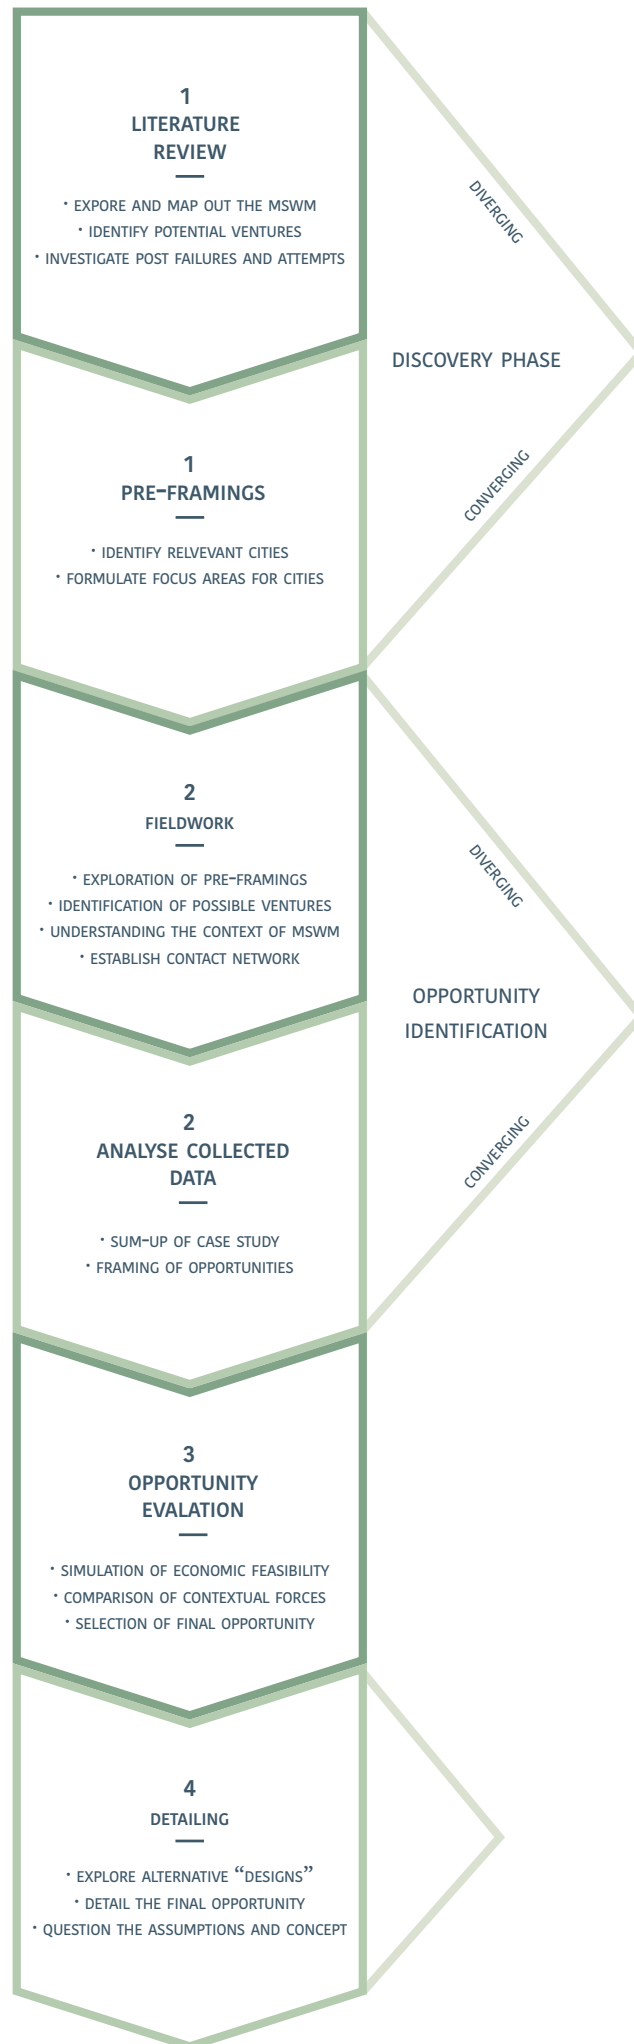 1
LITERATURE
REVIEW
· EXPORE AND MAP OUT THE MSWM
· IDENTIFY POTENTIAL VENTURES
· INVESTIGATE POST FAILURES AND ATTEMPTS
DIVERGING
DISCOVERY PHASE
CONVERGING
1
PRE-FRAMINGS
· IDENTIFY RELVEVANT CITIES
· FORMULATE FOCUS AREAS FOR CITIES
2
FIELDWORK
· EXPLORATION OF PRE-FRAMINGS
· IDENTIFICATION OF POSSIBLE VENTURES
· UNDERSTANDING THE CONTEXT OF MSWM
· ESTABLISH CONTACT NETWORK
DIVERGING
OPPORTUNITY
IDENTIFICATION
CONVERGING
2
ANALYSE COLLECTED
DATA
· SUM-UP OF CASE STUDY
· FRAMING OF OPPORTUNITIES
3
OPPORTUNITY
EVALATION
· SIMULATION OF ECONOMIC FEASIBILITY
· COMPARISON OF CONTEXTUAL FORCES
· SELECTION OF FINAL OPPORTUNITY
4
DETAILING
· EXPLORE ALTERNATIVE “DESIGNS”
· DETAIL THE FINAL OPPORTUNITY
· QUESTION THE ASSUMPTIONS AND CONCEPT